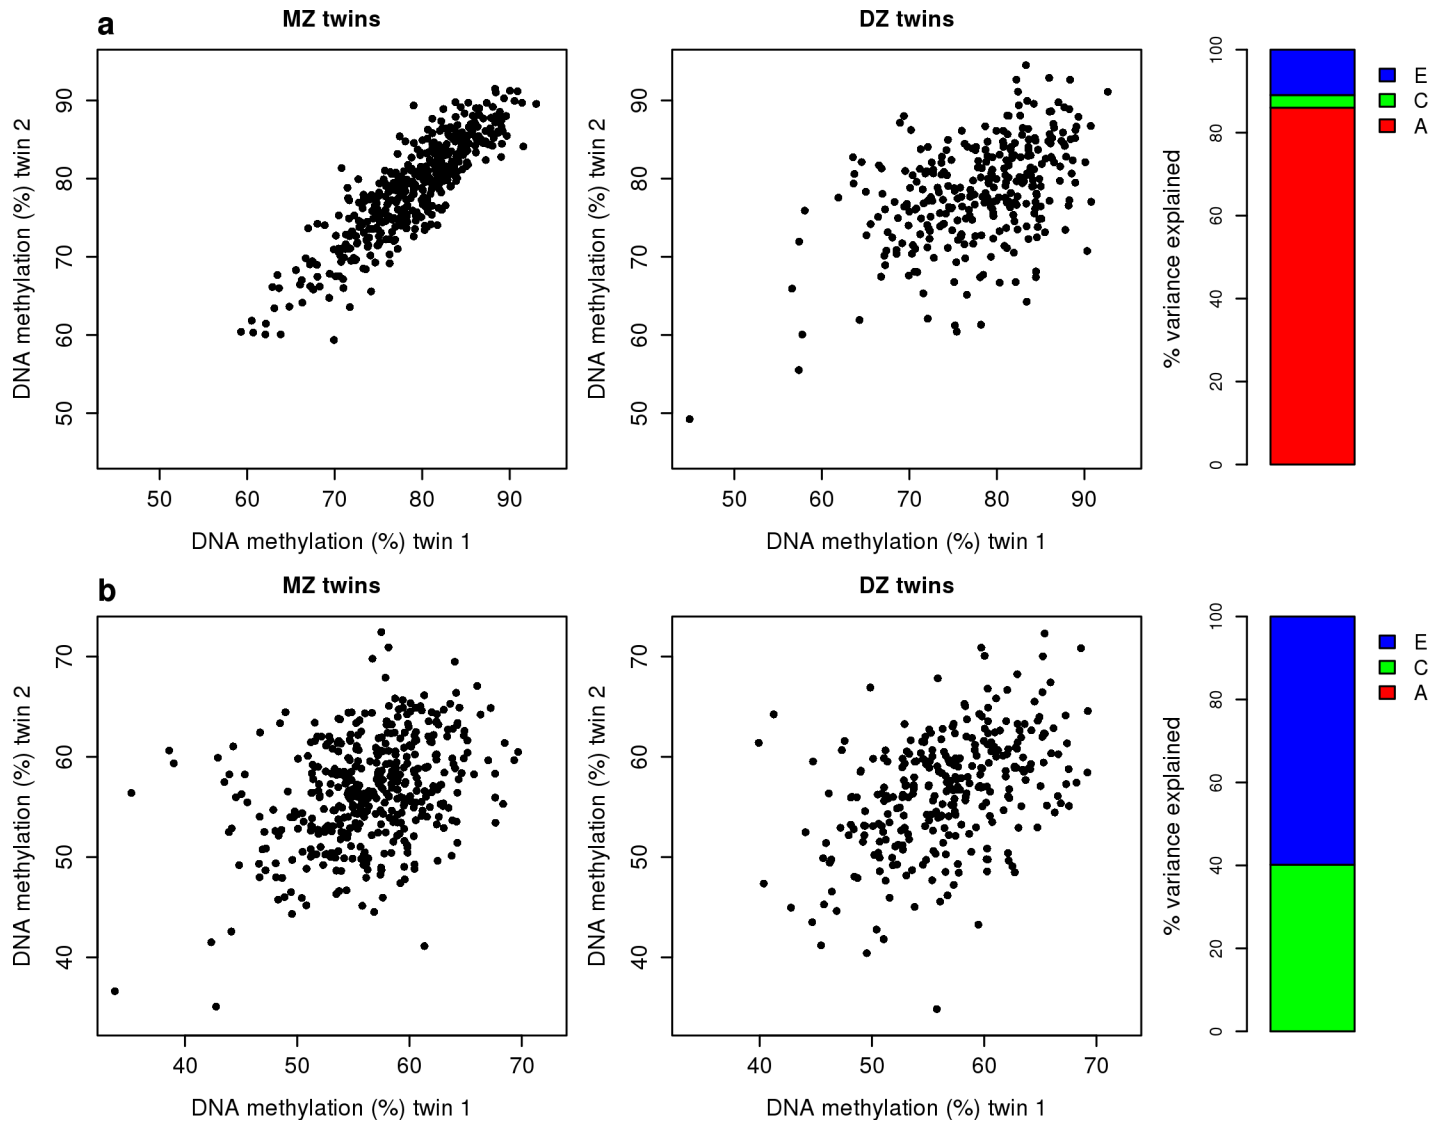 a
MZ twins
DZ twins
DNA methylation (%) twin 2
90
80
70
60
50
50 60 70 80 90
DNA methylation (%) twin 1
DNA methylation (%) twin 2
90
80
70
60
50
50 60 70 80 90
DNA methylation (%) twin 1
% variance explained
100
80
60
40
20
0
E
C
A
b
MZ twins
DZ twins
DNA methylation (%) twin 2
70
60
50
40
40 50 60 70
DNA methylation (%) twin 1
DNA methylation (%) twin 2
70
60
50
40
40 50 60 70
DNA methylation (%) twin 1
% variance explained
100
80
60
40
20
0
E
C
A